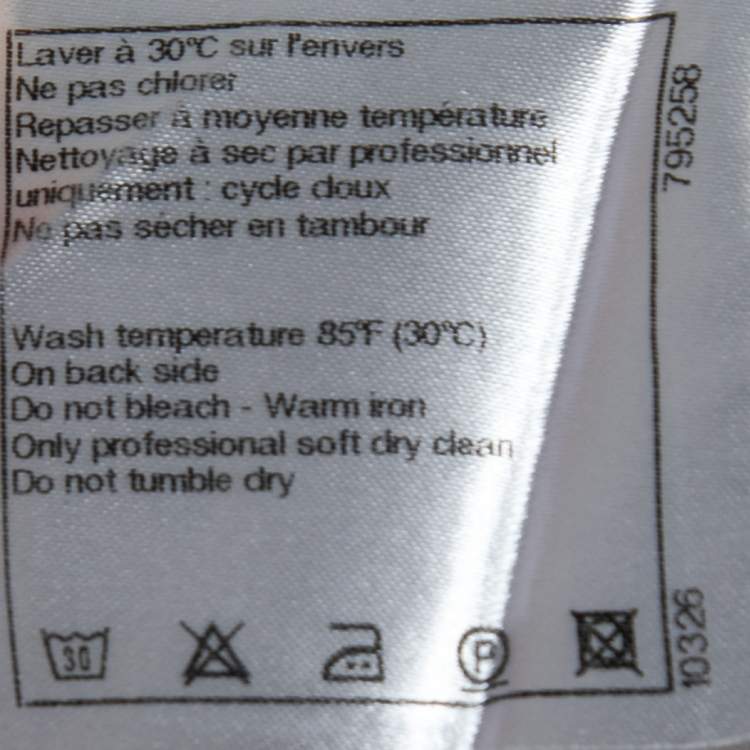 Laver à 30°C sur l'envers
Ne pas chlorer
Repasser à moyenne température
Nettoyage à sec par professionnel
uniquement : cycle doux
Ne pas sécher en tambour
Wash temperature 85°F (30°C)
On back side
Do not bleach - Warm iron
Only professional soft dry clean
Do not tumble dry
30
P
795258
10326